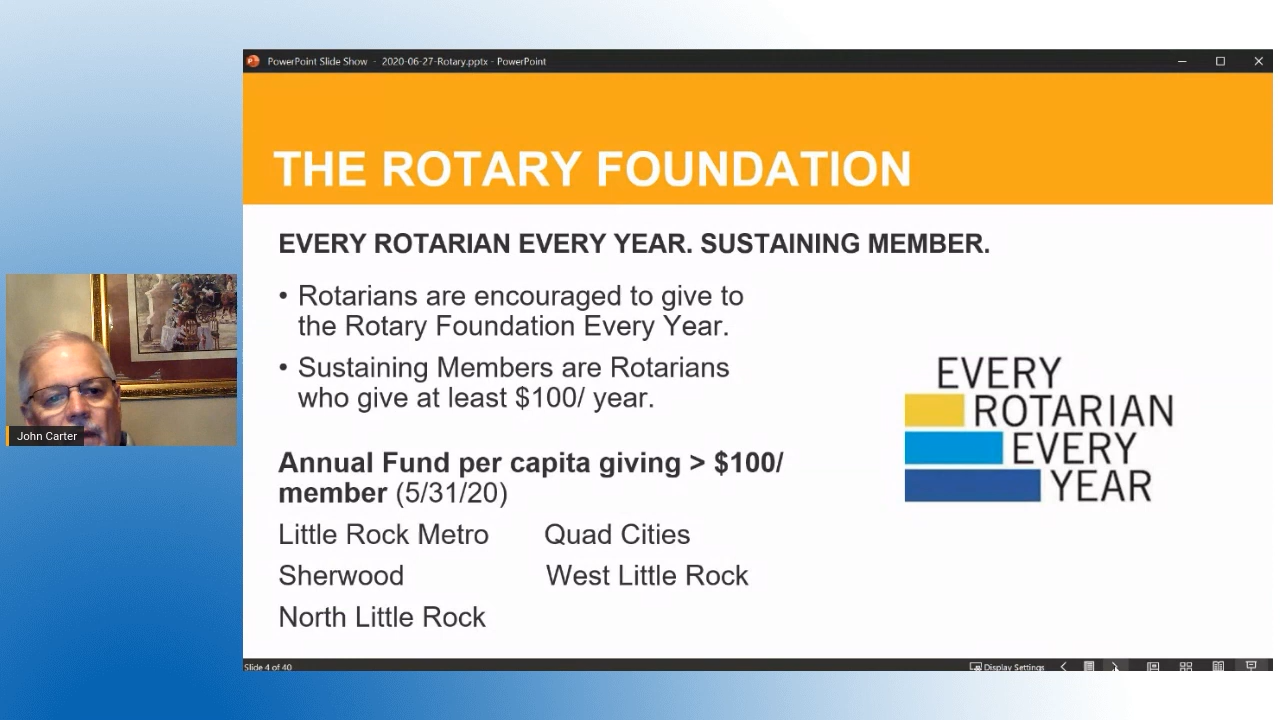 PowerPoint Slide Show - 2020-06-27-Rotary.pptx - PowerPoint
THE ROTARY FOUNDATION
EVERY ROTARIAN EVERY YEAR. SUSTAINING MEMBER.
• Rotarians are encouraged to give to
the Rotary Foundation Every Year.
• Sustaining Members are Rotarians
who give at least $100/ year.
Annual Fund per capita giving > $100/
member (5/31/20)
Little Rock Metro Quad Cities
Sherwood West Little Rock
North Little Rock
EVERY
ROTARIAN
EVERY
YEAR
John Carter
Slide 4 of 40
Display Settings